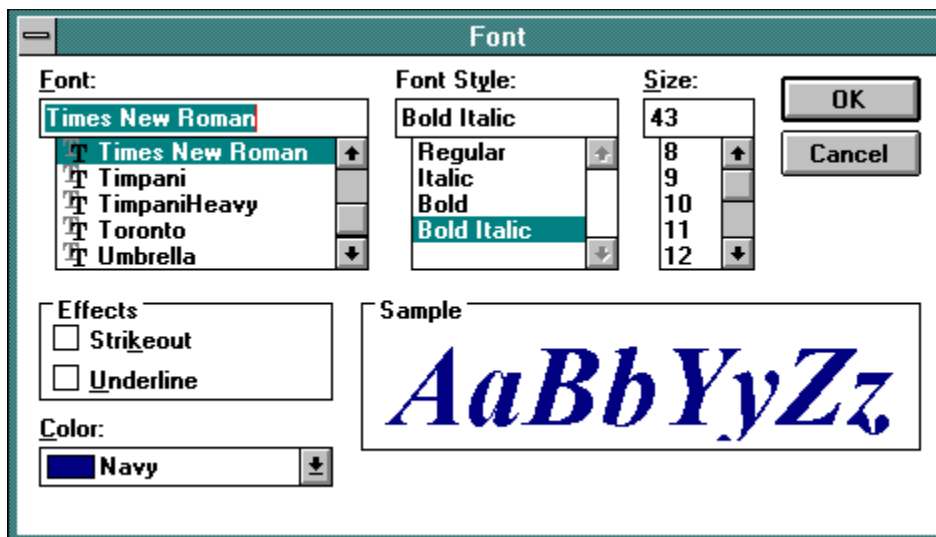 Font
Font:
Times New Roman
Times New Roman
Timpani
TimpaniHeavy
Toronto
Umbrella
Font Style:
Bold Italic
Regular
Italic
Bold
Bold Italic
Size:
43
8
9
10
11
12
OK
Cancel
Effects
Strikeout
Underline
Color:
Navy
Sample
AaBbYyZz